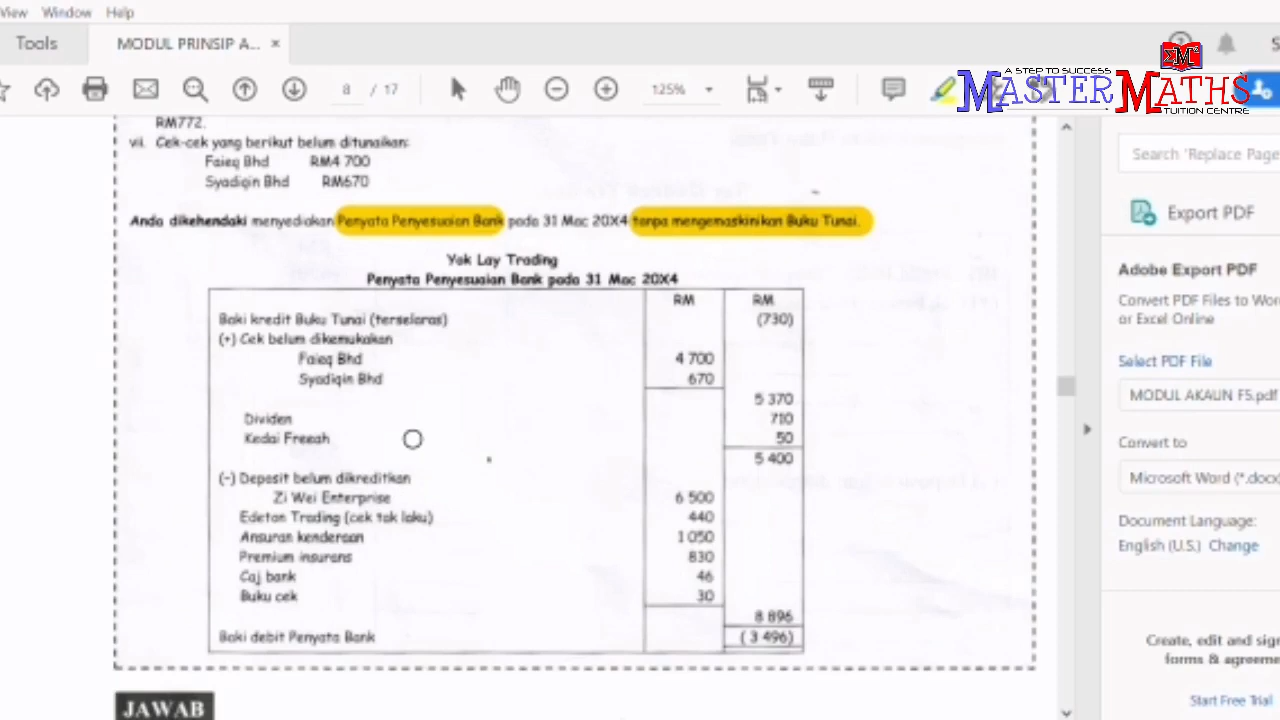 View Window Help
Tools MODUL PRINSIP A... ×
8 / 17 125%
A STEP TO SUCCESS
MASTER MATHS
TUITION CENTRE
RM772.
vii. Cek-cek yang berikut belum ditunaikan:
Faieq Bhd RM4 700
Syadiqin Bhd RM670
Anda dikehendaki menyediakan Penyata Penyesuaian Bank pada 31 Mac 20X4 tanpa mengemaskinikan Buku Tunai.
Yok Lay Trading
Penyata Penyesuaian Bank pada 31 Mac 20X4
RM RM
Baki kredit Buku Tunai (terselaras) (730)
(+) Cek belum dikemukakan
Faieq Bhd 4 700
Syadiqin Bhd 670
5 370
Dividen 710
Kedai Freeah 50
5 400
(-) Deposit belum dikreditkan
Zi Wei Enterprise 6 500
Edeton Trading (cek tak laku) 440
Ansuran kenderaan 1 050
Premium insurans 830
Caj bank 46
Buku cek 30
8 896
Baki debit Penyata Bank (3 496)
JAWAB
Search 'Replace Page
Export PDF
Adobe Export PDF
Convert PDF Files to Word
or Excel Online
Select PDF File
MODUL AKAUN F5.pdf
Convert to
Microsoft Word (*.docx)
Document Language:
English (U.S.) Change
Create, edit and sign
forms & agreeme
Start Free Trial